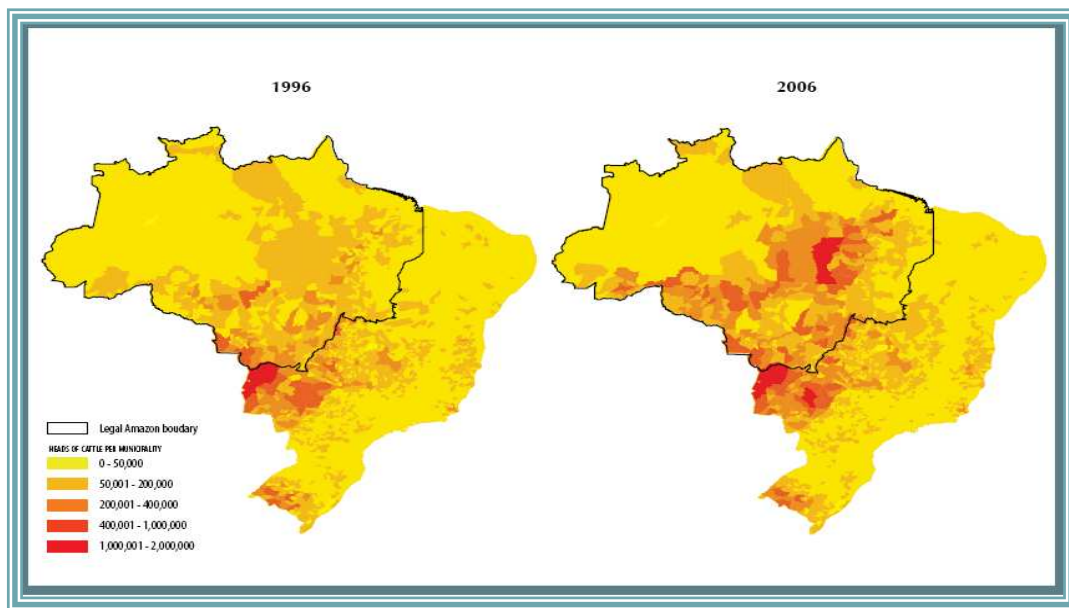 1996
2006
Legal Amazon boudary
HEADS OF CATTLE PER MUNICIPALITY
0 - 50,000
50,001 - 200,000
200,001 - 400,000
400,001 - 1,000,000
1,000,001 - 2,000,000